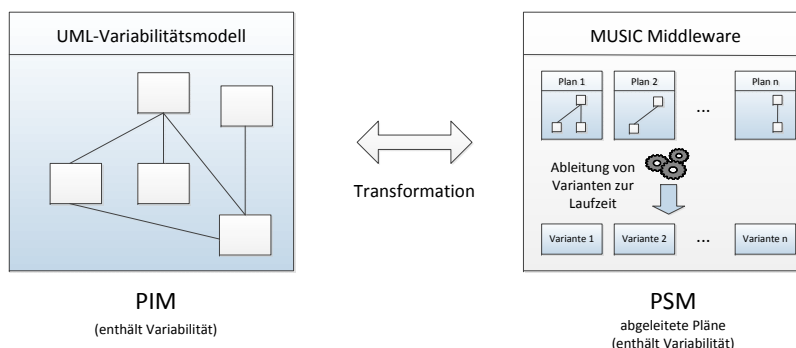 UML-Variabilitätsmodell
PIM
(enthält Variabilität)
Transformation
MUSIC Middleware
Plan 1
Plan 2
...
Plan n
Ableitung von
Varianten zur
Laufzeit
Variante 1
Variante 2
...
Variante n
PSM
abgeleitete Pläne
(enthält Variabilität)